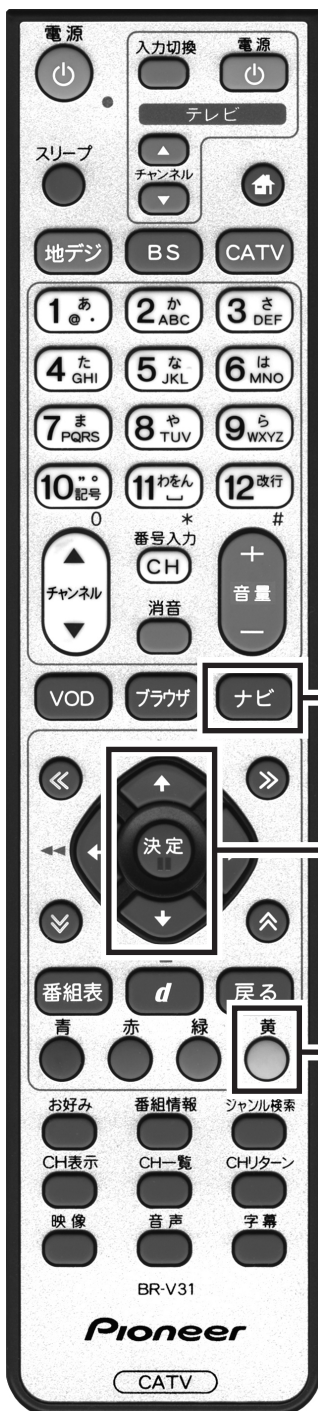 電源
入力切換 電源
テレビ
スリープ
チャンネル
地デジ BS CATV
1 あ @ . 2 か ABC 3 さ DEF
4 た GHI 5 な JKL 6 は MNO
7 ま PQRS 8 や TUV 9 ら WXYZ
10 ゛゜ 記号 11 わをん ␣ 12 改行
0 * #
番号入力
CH
チャンネル
+
音量
−
消音
VOD ブラウザ ナビ
決定
番組表 d 戻る
青 赤 緑 黄
お好み 番組情報 ジャンル検索
CH表示 CH一覧 CHリターン
映像 音声 字幕
BR-V31
Pioneer
CATV